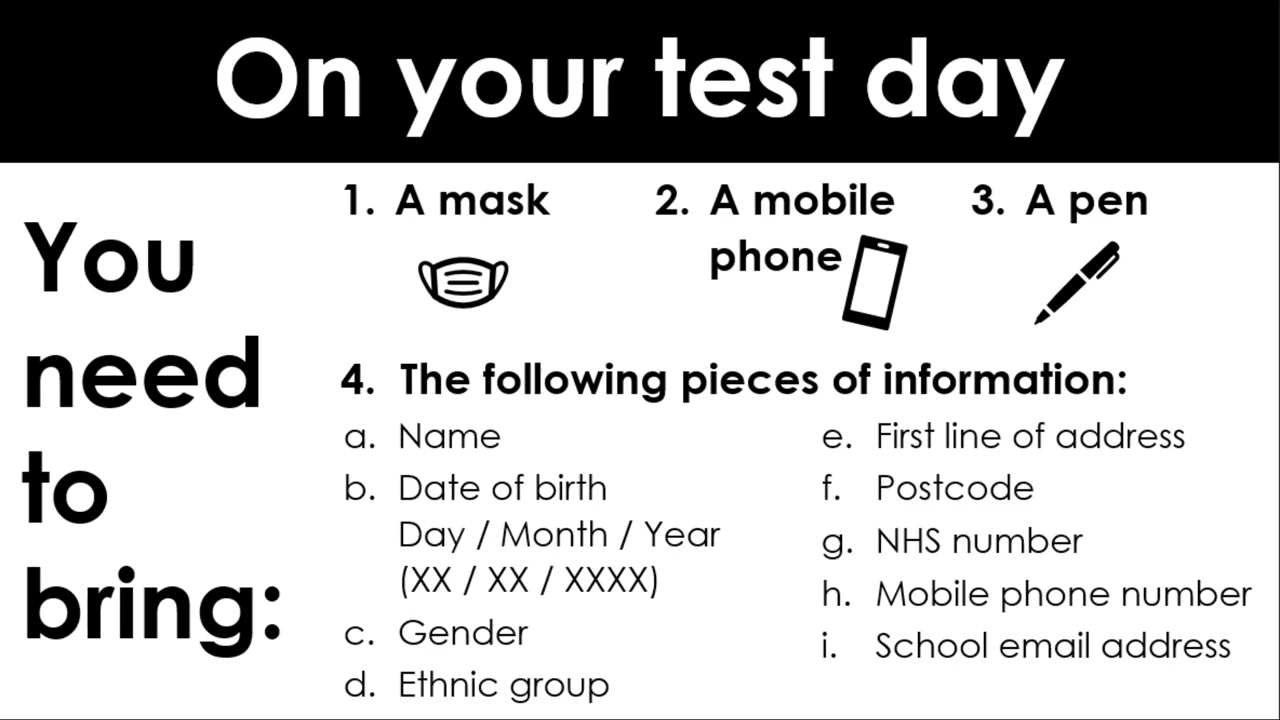 On your test day
You
need
to
bring:
1. A mask
2. A mobile
phone
3. A pen
4. The following pieces of information:
a. Name
b. Date of birth
Day / Month / Year
(XX / XX / XXXX)
c. Gender
d. Ethnic group
e. First line of address
f. Postcode
g. NHS number
h. Mobile phone number
i. School email address